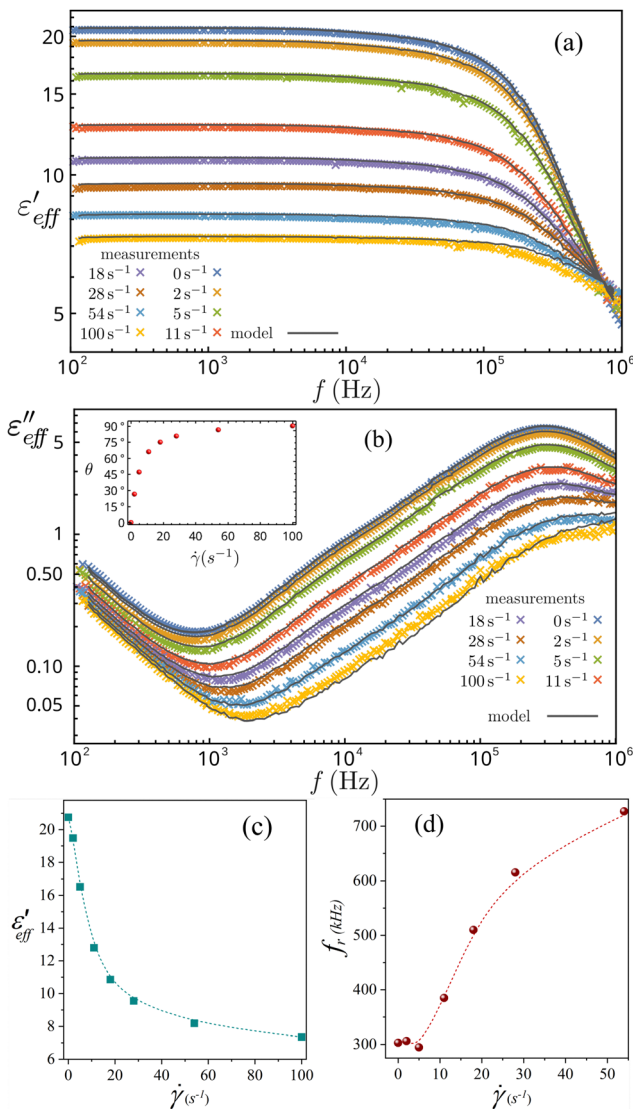 (a)
20
15
10
5
ε′eff
measurements
18 s⁻¹ 0 s⁻¹
28 s⁻¹ 2 s⁻¹
54 s⁻¹ 5 s⁻¹
100 s⁻¹ 11 s⁻¹
model
10² 10³ 10⁴ 10⁵ 10⁶
f (Hz)
(b)
ε″eff
5
1
0.50
0.10
0.05
90 °
75 °
60 °
45 °
30 °
15 °
0 °
θ
0 20 40 60 80 100
γ̇(s⁻¹)
measurements
18 s⁻¹ 0 s⁻¹
28 s⁻¹ 2 s⁻¹
54 s⁻¹ 5 s⁻¹
100 s⁻¹ 11 s⁻¹
model
10² 10³ 10⁴ 10⁵ 10⁶
f (Hz)
(c)
22
20
18
16
14
12
10
8
6
ε′eff
0 20 40 60 80 100
γ̇ (s⁻¹)
(d)
700
600
500
400
300
fr (kHz)
0 10 20 30 40 50
γ̇ (s⁻¹)